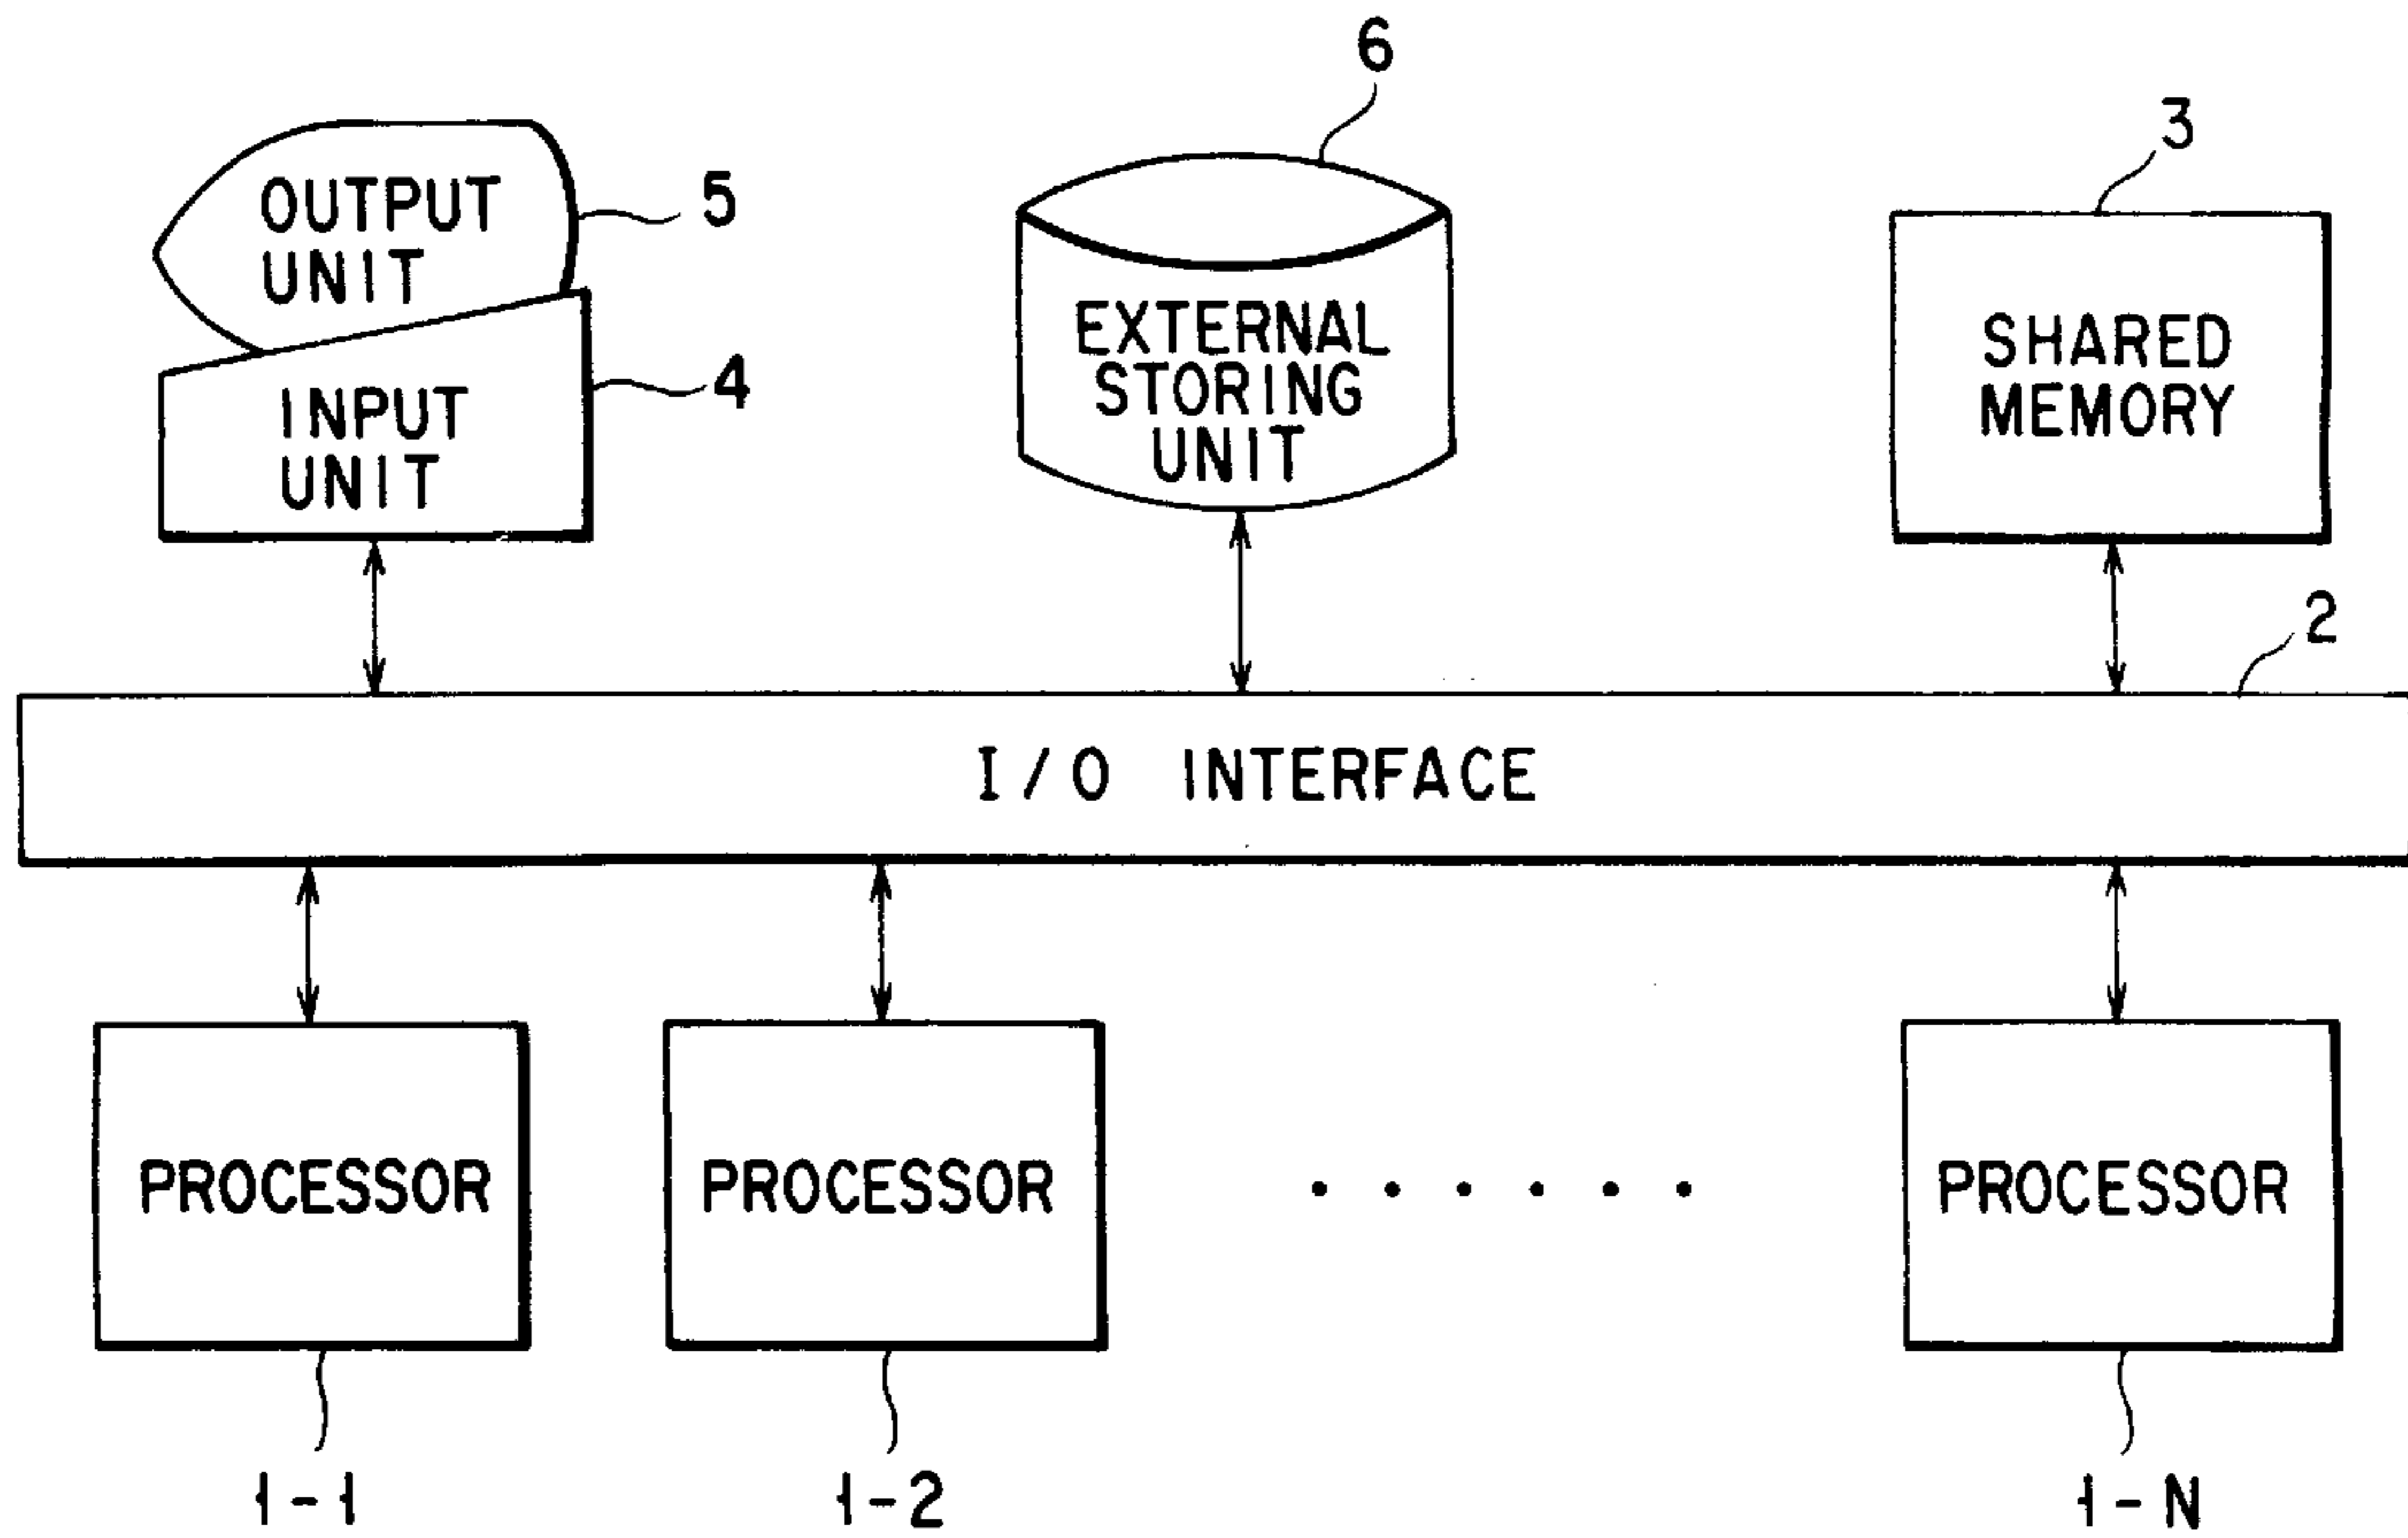 6
3
OUTPUT
UNIT
5
EXTERNAL
STORING
UNIT
SHARED
MEMORY
INPUT
UNIT
4
2
I/O INTERFACE
PROCESSOR
PROCESSOR
......
PROCESSOR
1-1
1-2
1-N